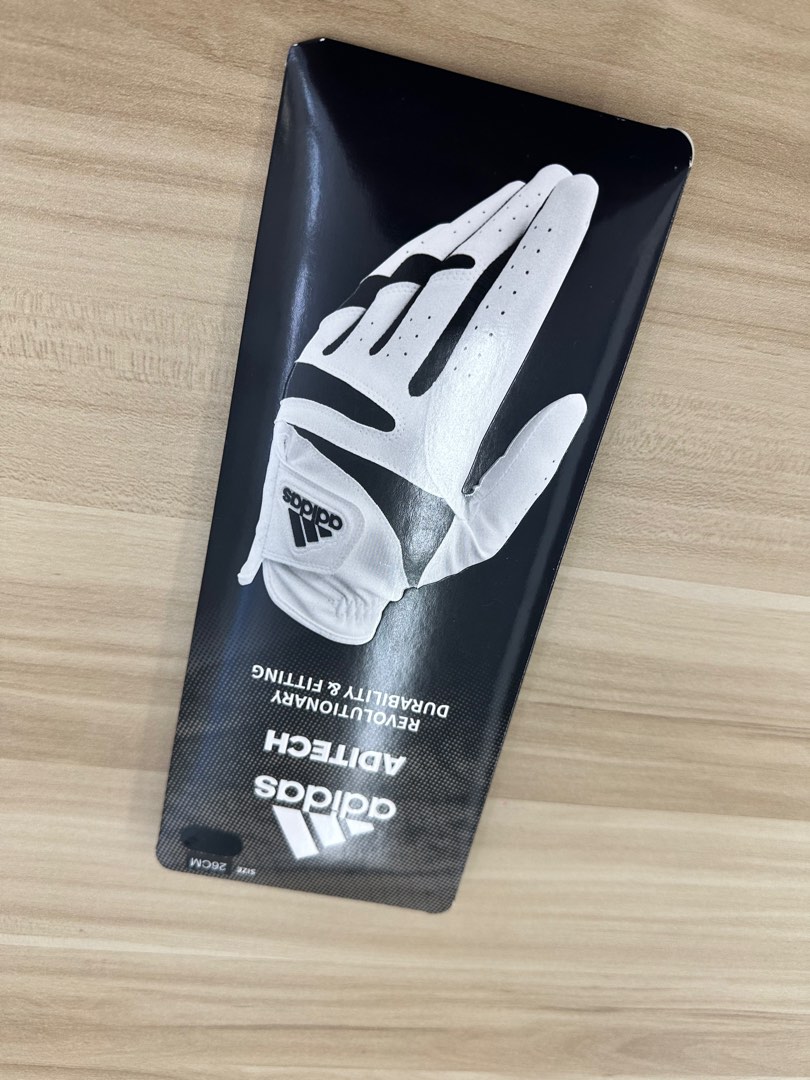 SIZE 26CM
adidas
ADITECH
REVOLUTIONARY
DURABILITY & FITTING
adidas